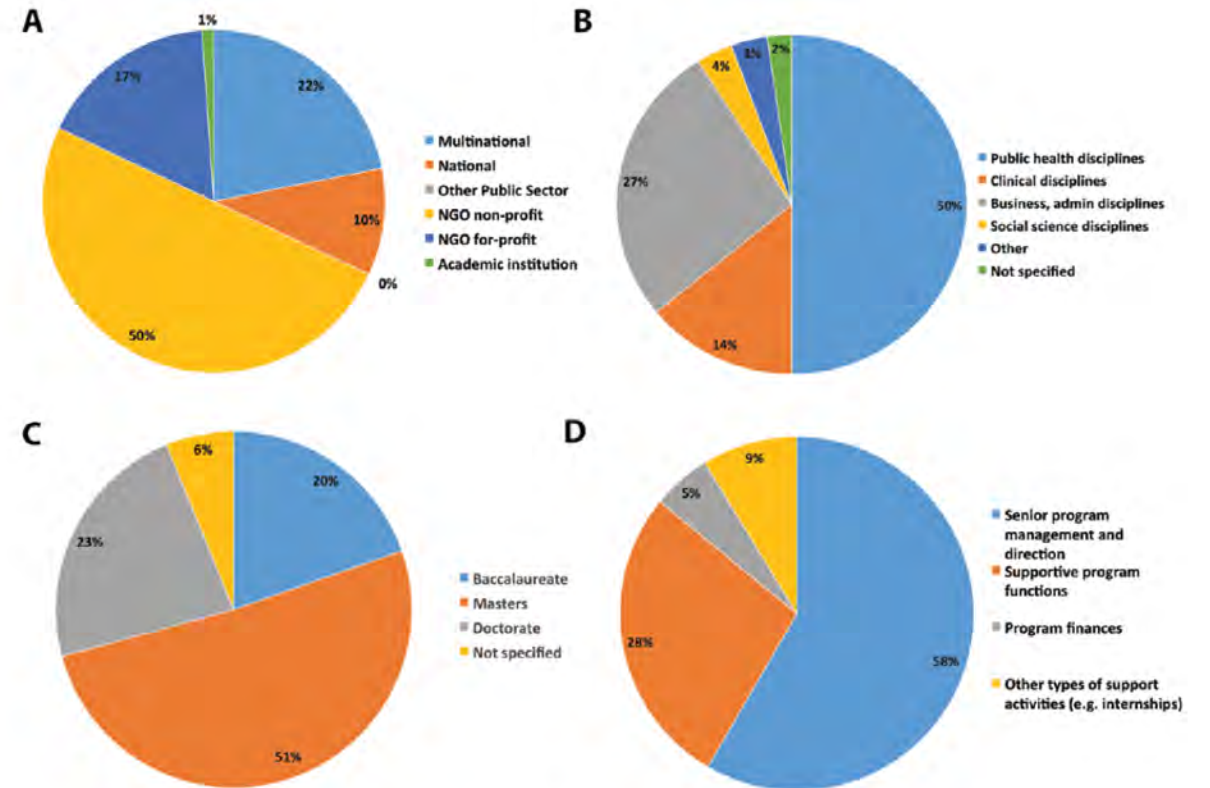 A
1%
17%
22%
10%
0%
50%
Multinational
National
Other Public Sector
NGO non-profit
NGO for-profit
Academic institution
B
4%
3%
2%
27%
50%
14%
Public health disciplines
Clinical disciplines
Business, admin disciplines
Social science disciplines
Other
Not specified
C
6%
20%
23%
51%
Baccalaureate
Masters
Doctorate
Not specified
D
9%
5%
28%
58%
Senior program
management and
direction
Supportive program
functions
Program finances
Other types of support
activities (e.g. internships)